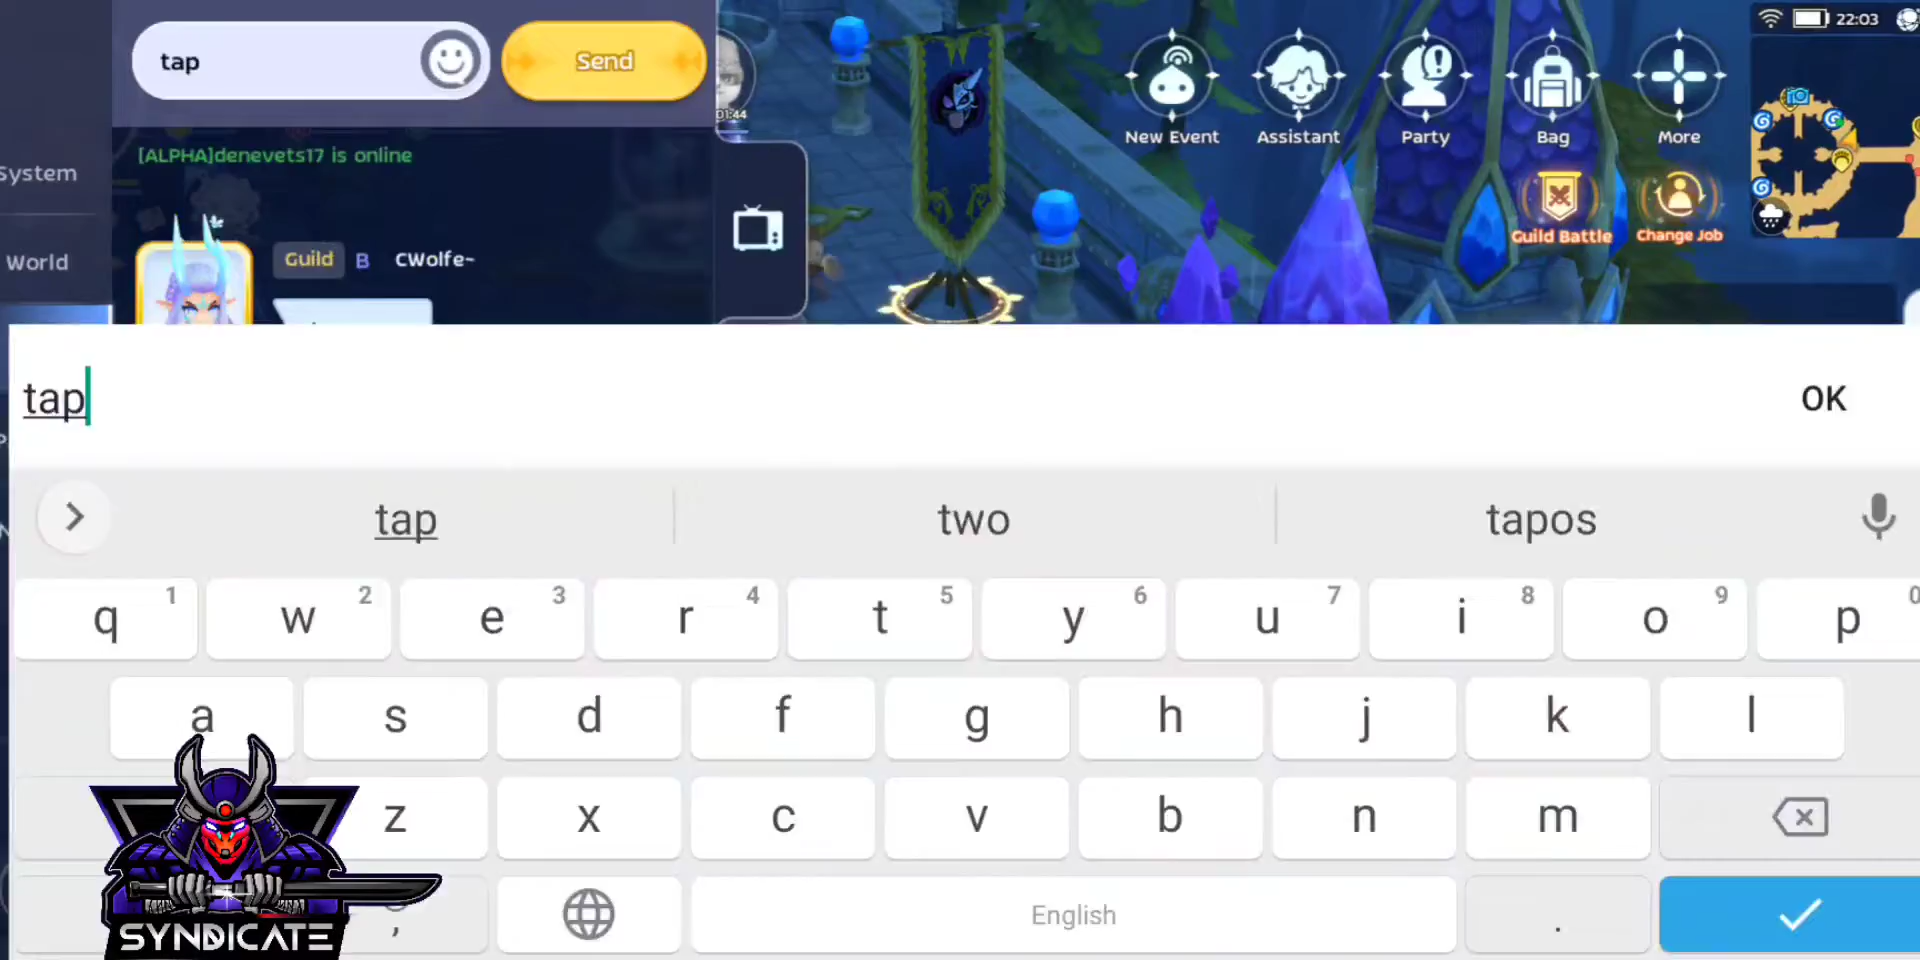 tap
Send
22:03
01:44
New Event
Assistant
Party
Bag
More
[ALPHA]denevets17 is online
System
Guild Battle
Change Job
World
Guild B CWolfe~
tap
OK
tap two tapos
q 1 w 2 e 3 r 4 t 5 y 6 u 7 i 8 o 9 p 0
a s d f g h j k l
z x c v b n m
, English .
SYNDICATE